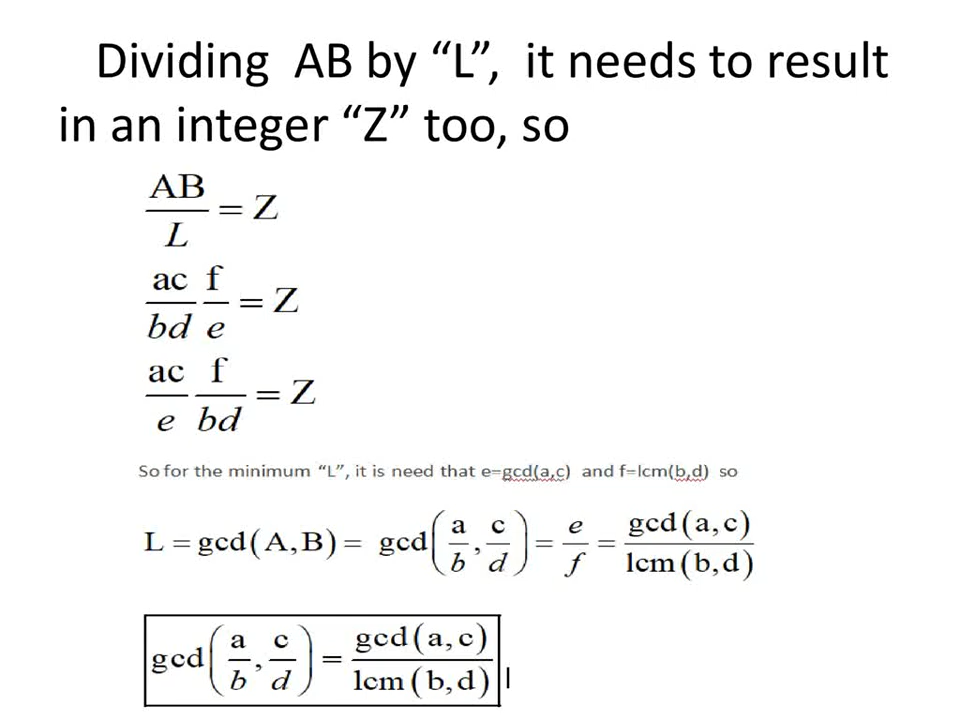 Dividing AB by “L”, it needs to result
in an integer “Z” too, so
AB/L = Z
ac/bd f/e = Z
ac/e f/bd = Z
So for the minimum “L”, it is need that e=gcd(a,c) and f=lcm(b,d) so
L = gcd(A,B) = gcd(a/b, c/d) = e/f = gcd(a,c)/lcm(b,d)
gcd(a/b, c/d) = gcd(a,c)/lcm(b,d)